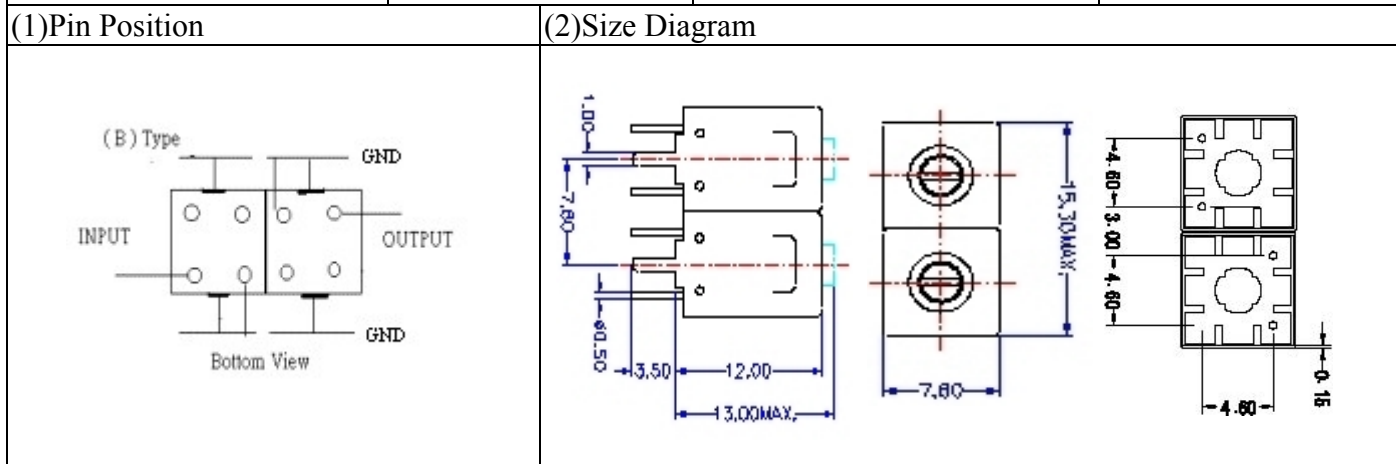 (1)Pin Position
(2)Size Diagram
(B) Type
GND
INPUT
OUTPUT
GND
Bottom View
1.00
7.60
ø0.50
3.50
12.00
13.00MAX,
15.30MAX,
7.60
4.60
3.00
4.60
4.60
0.15